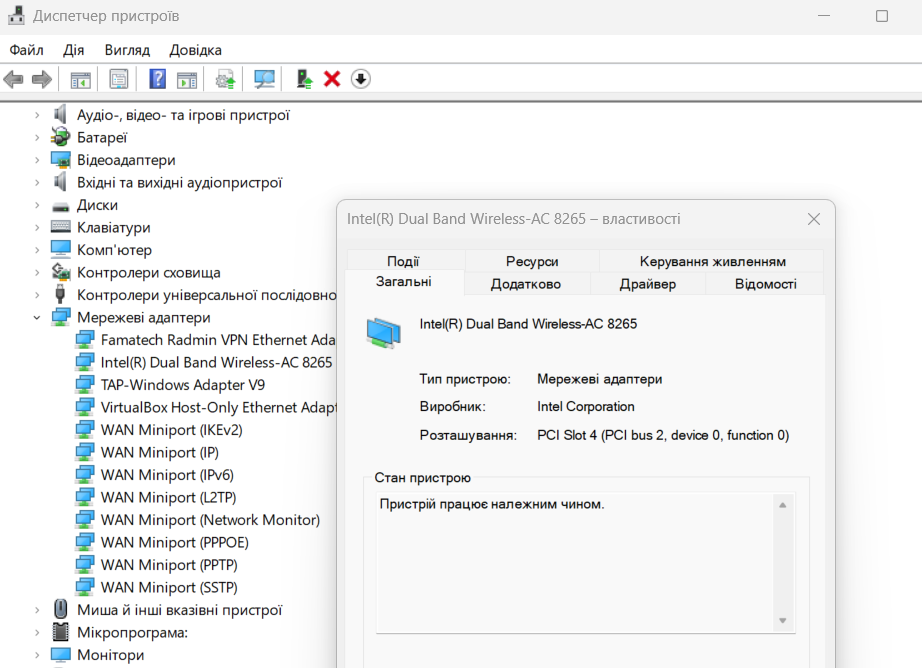 Диспетчер пристроїв
Файл Дія Вигляд Довідка
Аудіо-, відео- та ігрові пристрої
Батареї
Відеоадаптери
Вхідні та вихідні аудіопристрої
Диски
Клавіатури
Комп'ютер
Контролери сховища
Контролери універсальної послідовно
Мережеві адаптери
Famatech Radmin VPN Ethernet Ada
Intel(R) Dual Band Wireless-AC 8265
TAP-Windows Adapter V9
VirtualBox Host-Only Ethernet Adapt
WAN Miniport (IKEv2)
WAN Miniport (IP)
WAN Miniport (IPv6)
WAN Miniport (L2TP)
WAN Miniport (Network Monitor)
WAN Miniport (PPPOE)
WAN Miniport (PPTP)
WAN Miniport (SSTP)
Миша й інші вказівні пристрої
Мікропрограма:
Монітори
Intel(R) Dual Band Wireless-AC 8265 – властивості
Події Ресурси Керування живленням
Загальні Додатково Драйвер Відомості
Intel(R) Dual Band Wireless-AC 8265
Тип пристрою: Мережеві адаптери
Виробник: Intel Corporation
Розташування: PCI Slot 4 (PCI bus 2, device 0, function 0)
Стан пристрою
Пристрій працює належним чином.